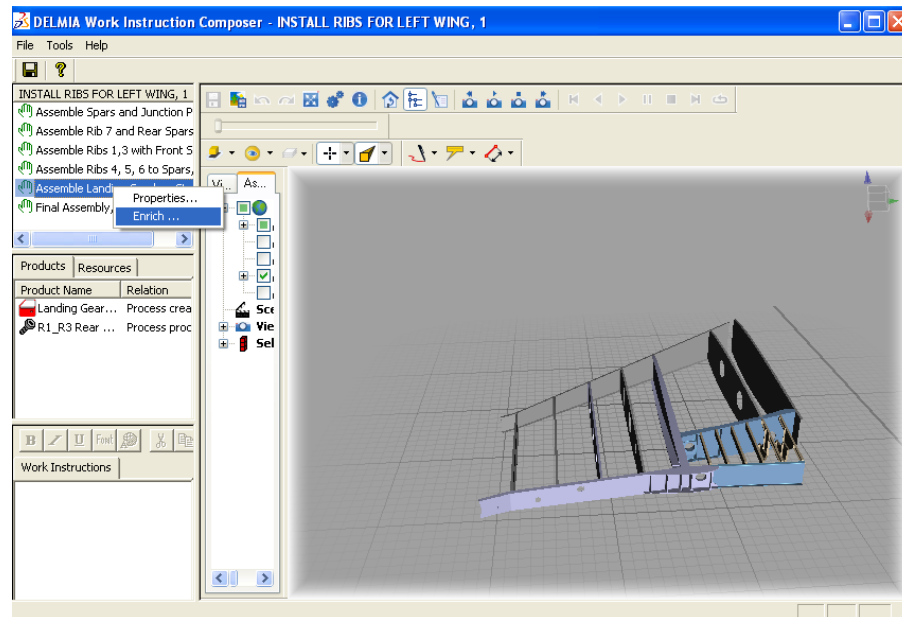 DELMIA Work Instruction Composer - INSTALL RIBS FOR LEFT WING, 1
File Tools Help
INSTALL RIBS FOR LEFT WING, 1
Assemble Spars and Junction P
Assemble Rib 7 and Rear Spars
Assemble Ribs 1,3 with Front S
Assemble Ribs 4, 5, 6 to Spars,
Assemble Landi
Final Assembly,
Properties...
Enrich ...
Vi... As...
Sce
Vie
Sel
Products Resources
Product Name Relation
Landing Gear... Process crea
R1_R3 Rear ... Process proc
B I U Font
Work Instructions